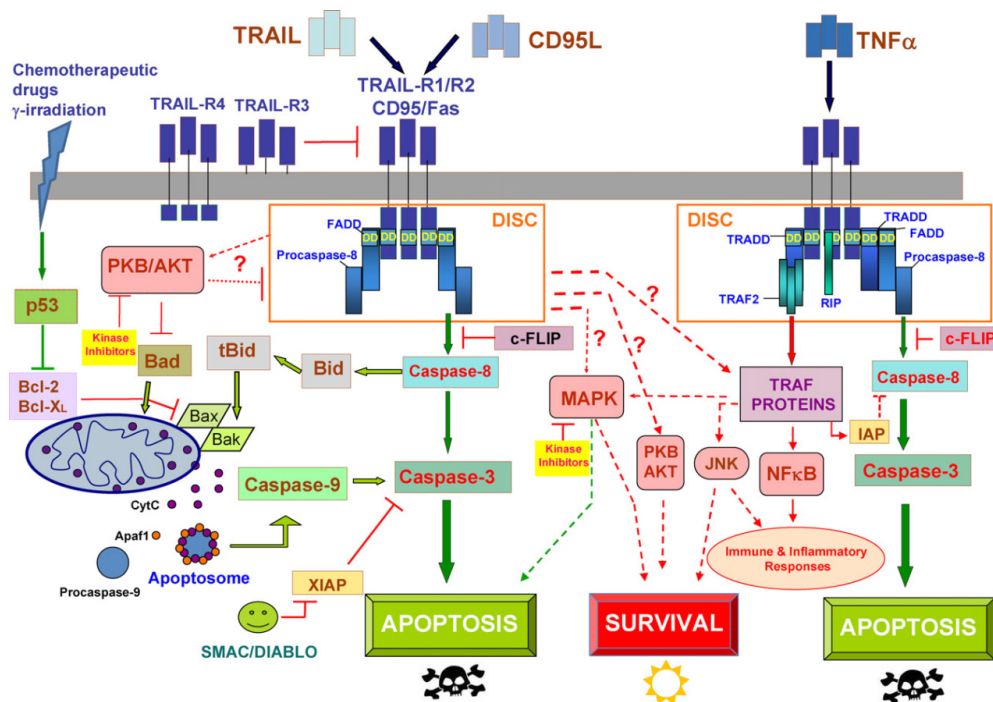 TRAIL
CD95L
TNFα
Chemotherapeutic
drugs
γ-irradiation
TRAIL-R4
TRAIL-R3
TRAIL-R1/R2
CD95/Fas
DISC
FADD
DD DD DD DD DD
Procaspase-8
DISC
TRADD
FADD
TRADD
DD DD DD DD
Procaspase-8
TRAF2
RIP
PKB/AKT
?
?
?
?
p53
Kinase
Inhibitors
Bad
tBid
Bid
c-FLIP
Caspase-8
c-FLIP
Caspase-8
Bcl-2
Bcl-XL
Bax
Bak
MAPK
Kinase
Inhibitors
PKB
AKT
JNK
TRAF
PROTEINS
NFκB
IAP
CytC
Caspase-9
Caspase-3
Caspase-3
Apaf1
Procaspase-9
Apoptosome
XIAP
SMAC/DIABLO
Immune & Inflammatory
Responses
APOPTOSIS
SURVIVAL
APOPTOSIS